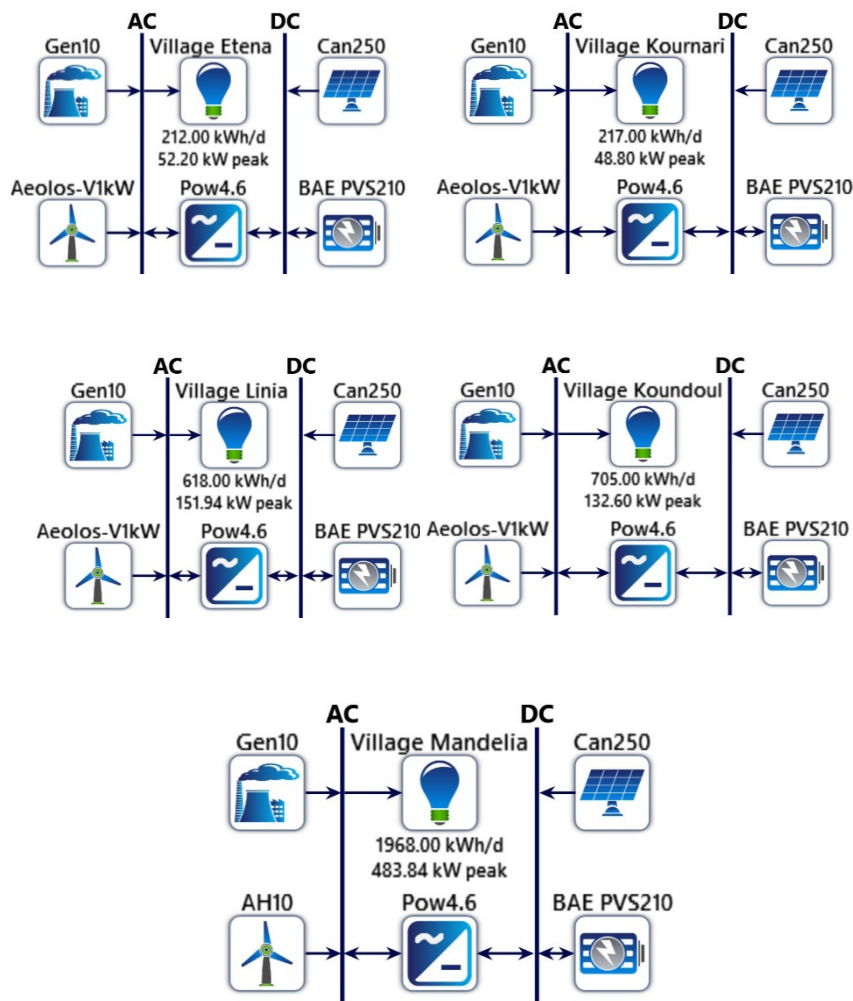 AC DC
Gen10 Village Etena Can250
212.00 kWh/d
52.20 kW peak
Aeolos-V1kW Pow4.6 BAE PVS210
AC DC
Gen10 Village Kournari Can250
217.00 kWh/d
48.80 kW peak
Aeolos-V1kW Pow4.6 BAE PVS210
AC DC
Gen10 Village Linia Can250
618.00 kWh/d
151.94 kW peak
Aeolos-V1kW Pow4.6 BAE PVS210
AC DC
Gen10 Village Koundoul Can250
705.00 kWh/d
132.60 kW peak
Aeolos-V1kW Pow4.6 BAE PVS210
AC DC
Gen10 Village Mandelia Can250
1968.00 kWh/d
483.84 kW peak
AH10 Pow4.6 BAE PVS210